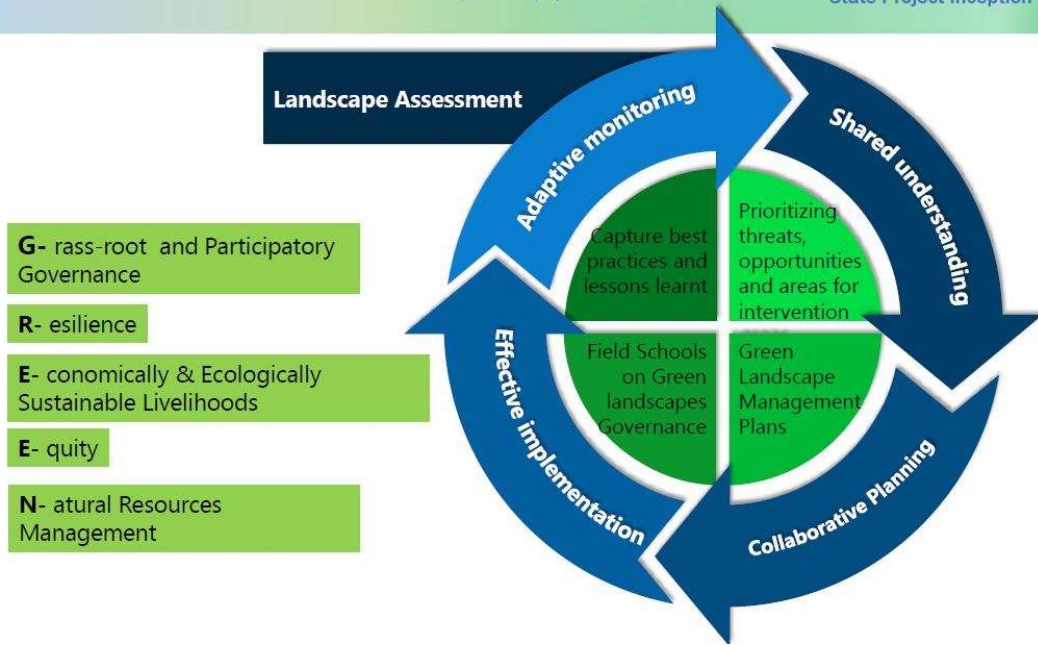 State Project Inception
Landscape Assessment
Adaptive monitoring
Shared understanding
Collaborative Planning
Effective implementation
Capture best
practices and
lessons learnt
Prioritizing
threats,
opportunities
and areas for
intervention
Field Schools
on Green
landscapes
Governance
Green
Landscape
Management
Plans
G- rass-root and Participatory
Governance
R- esilience
E- conomically & Ecologically
Sustainable Livelihoods
E- quity
N- atural Resources
Management